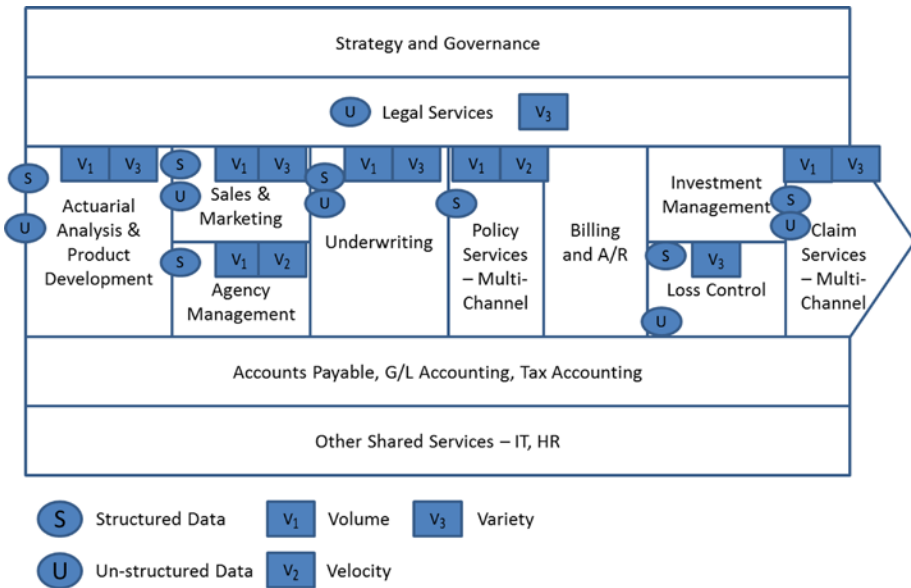 Strategy and Governance
U Legal Services V3
S
U
V1 V3
Actuarial
Analysis &
Product
Development
S
U
V1 V3
Sales &
Marketing
S
V1 V2
Agency
Management
S
U
V1 V3
Underwriting
V1 V2
S
Policy
Services
– Multi-
Channel
Billing
and A/R
Investment
Management
S
V3
Loss Control
U
V1 V3
S
U
Claim
Services
– Multi-
Channel
Accounts Payable, G/L Accounting, Tax Accounting
Other Shared Services – IT, HR
S Structured Data V1 Volume V3 Variety
U Un-structured Data V2 Velocity